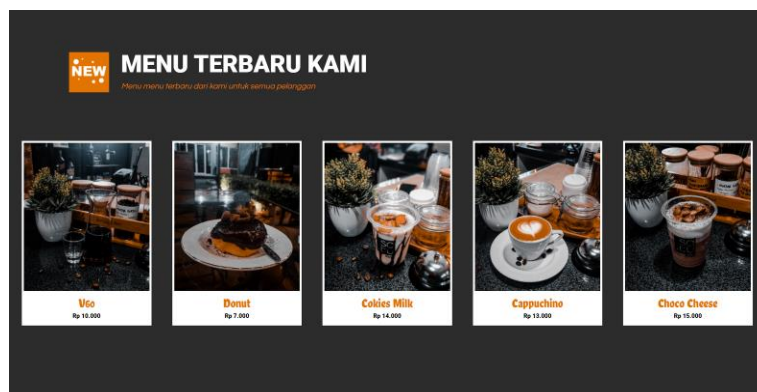 NEW
MENU TERBARU KAMI
Menu menu terbaru dari kami untuk semua pelanggan
V60
Rp 10.000
Donut
Rp 7.000
Cokies Milk
Rp 14.000
Cappuchino
Rp 13.000
Choco Cheese
Rp 15.000